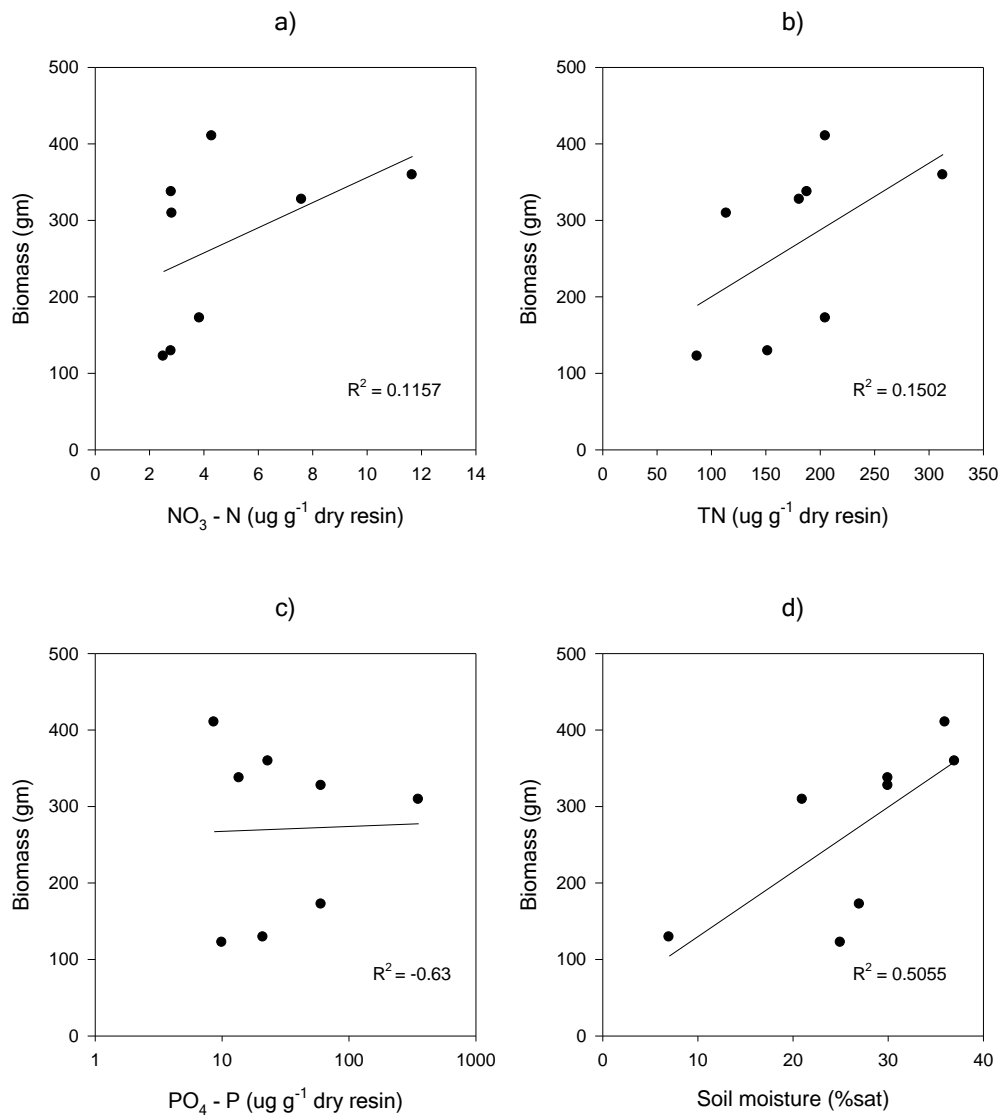 a)
500
400
300
200
100
0
Biomass (gm)
R² = 0.1157
0 2 4 6 8 10 12 14
NO₃ - N (ug g⁻¹ dry resin)
b)
500
400
300
200
100
0
Biomass (gm)
R² = 0.1502
0 50 100 150 200 250 300 350
TN (ug g⁻¹ dry resin)
c)
500
400
300
200
100
0
Biomass (gm)
R² = -0.63
1 10 100 1000
PO₄ - P (ug g⁻¹ dry resin)
d)
500
400
300
200
100
0
Biomass (gm)
R² = 0.5055
0 10 20 30 40
Soil moisture (%sat)